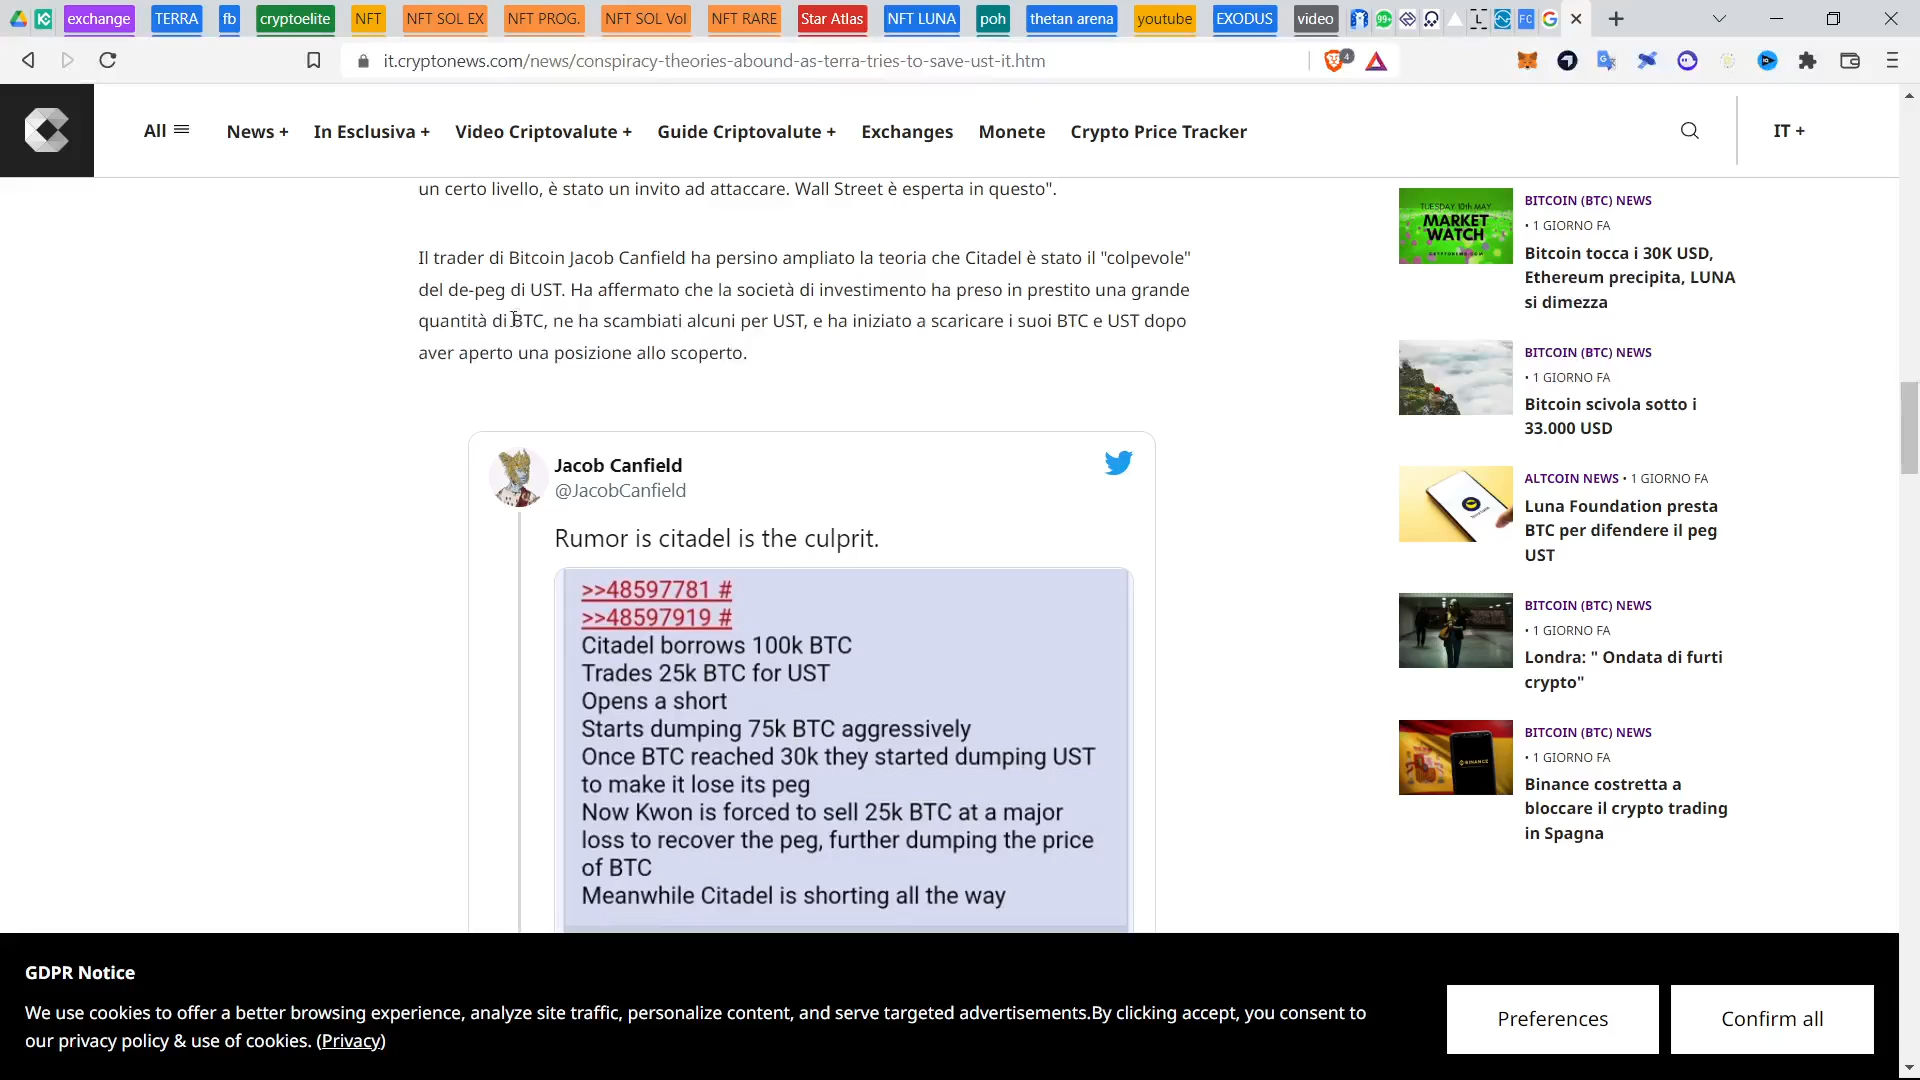 exchange TERRA fb cryptoelite NFT NFT SOL EX NFT PROG. NFT SOL Vol NFT RARE Star Atlas NFT LUNA poh thetan arena youtube EXODUS video 99+ L FC
it.cryptonews.com/news/conspiracy-theories-abound-as-terra-tries-to-save-ust-it.htm
4
All News + In Esclusiva + Video Criptovalute + Guide Criptovalute + Exchanges Monete Crypto Price Tracker IT +
un certo livello, è stato un invito ad attaccare. Wall Street è esperta in questo".
Il trader di Bitcoin Jacob Canfield ha persino ampliato la teoria che Citadel è stato il "colpevole"
del de-peg di UST. Ha affermato che la società di investimento ha preso in prestito una grande
quantità di BTC, ne ha scambiati alcuni per UST, e ha iniziato a scaricare i suoi BTC e UST dopo
aver aperto una posizione allo scoperto.
Jacob Canfield
@JacobCanfield
Rumor is citadel is the culprit.
>>48597781 #
>>48597919 #
Citadel borrows 100k BTC
Trades 25k BTC for UST
Opens a short
Starts dumping 75k BTC aggressively
Once BTC reached 30k they started dumping UST
to make it lose its peg
Now Kwon is forced to sell 25k BTC at a major
loss to recover the peg, further dumping the price
of BTC
Meanwhile Citadel is shorting all the way
TUESDAY, 10th MAY
MARKET
WATCH
CRYPTONEWS.COM
BITCOIN (BTC) NEWS
• 1 GIORNO FA
Bitcoin tocca i 30K USD,
Ethereum precipita, LUNA
si dimezza
BITCOIN (BTC) NEWS
• 1 GIORNO FA
Bitcoin scivola sotto i
33.000 USD
ALTCOIN NEWS • 1 GIORNO FA
Luna Foundation presta
BTC per difendere il peg
UST
BITCOIN (BTC) NEWS
• 1 GIORNO FA
Londra: " Ondata di furti
crypto"
BINANCE
BITCOIN (BTC) NEWS
• 1 GIORNO FA
Binance costretta a
bloccare il crypto trading
in Spagna
GDPR Notice
We use cookies to offer a better browsing experience, analyze site traffic, personalize content, and serve targeted advertisements.By clicking accept, you consent to
our privacy policy & use of cookies. (Privacy)
Preferences
Confirm all